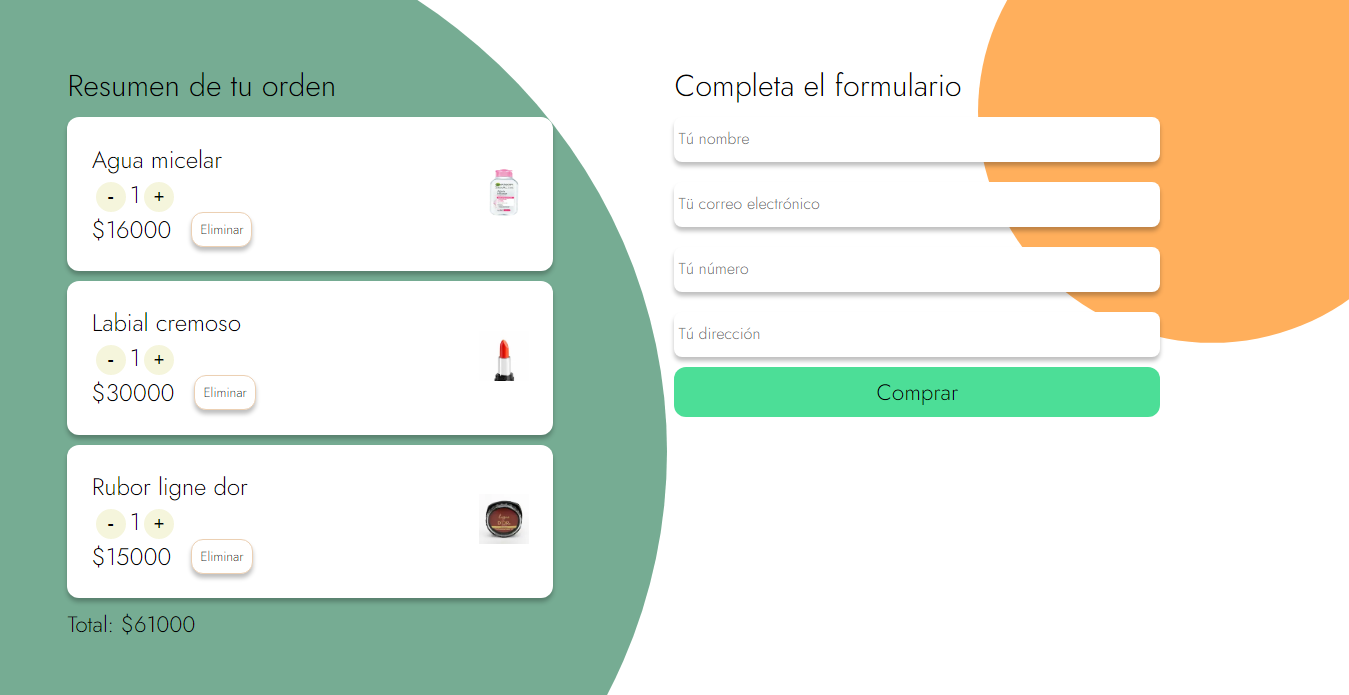 Resumen de tu orden
Agua micelar
- 1 +
$16000 Eliminar
Labial cremoso
- 1 +
$30000 Eliminar
Rubor ligne dor
- 1 +
$15000 Eliminar
Total: $61000
Completa el formulario
Tú nombre
Tú correo electrónico
Tú número
Tú dirección
Comprar